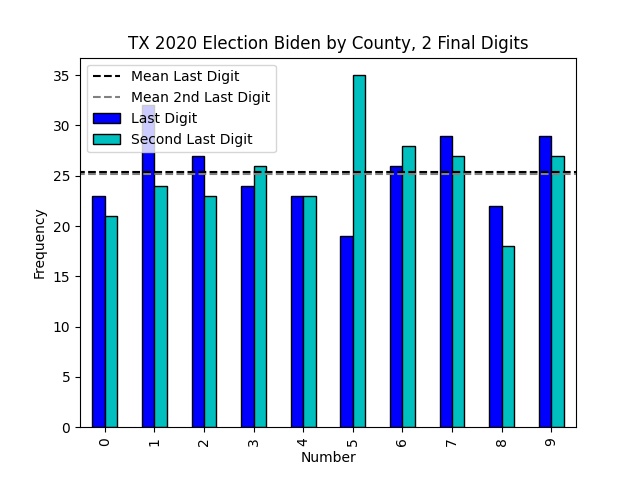 TX 2020 Election Biden by County, 2 Final Digits
Mean Last Digit
Mean 2nd Last Digit
Last Digit
Second Last Digit
35
30
25
20
15
10
5
0
Frequency
0 1 2 3 4 5 6 7 8 9
Number